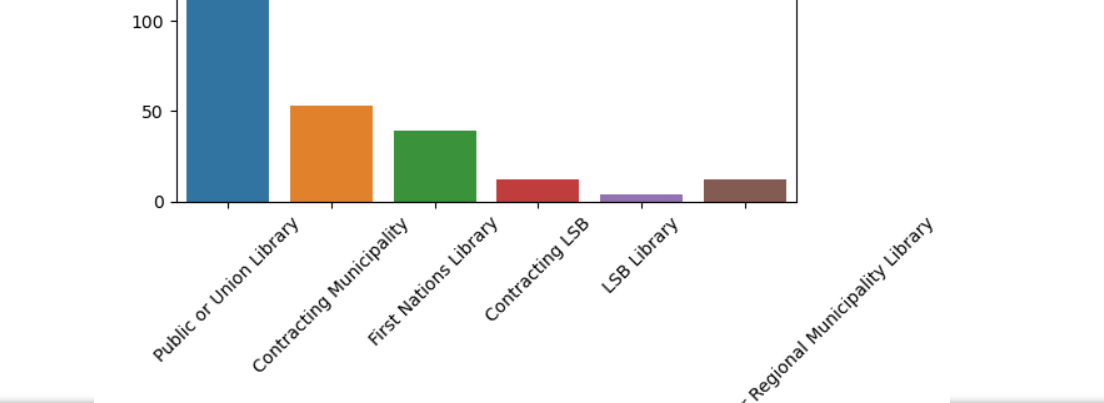 100
50
0
Public or Union Library
Contracting Municipality
First Nations Library
Contracting LSB
LSB Library
Regional Municipality Library